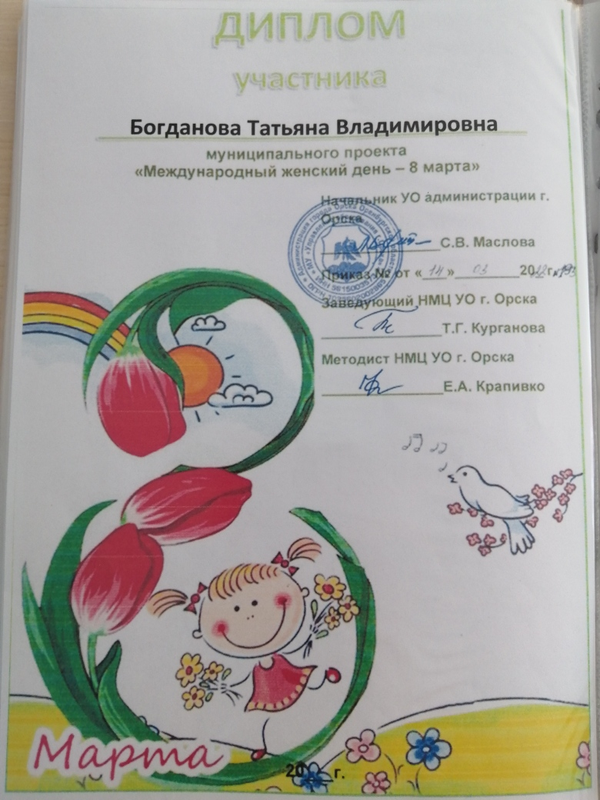 ДИПЛОМ
участника
Богданова Татьяна Владимировна
муниципального проекта
«Международный женский день – 8 марта»
Начальник УО администрации г.
Орска
С.В. Маслова
Приказ № от «14» 03 20 г.
Заведующий НМЦ УО г. Орска
Т.Г. Курганова
Методист НМЦ УО г. Орска
Е.А. Крапивко
Марта
20 г.